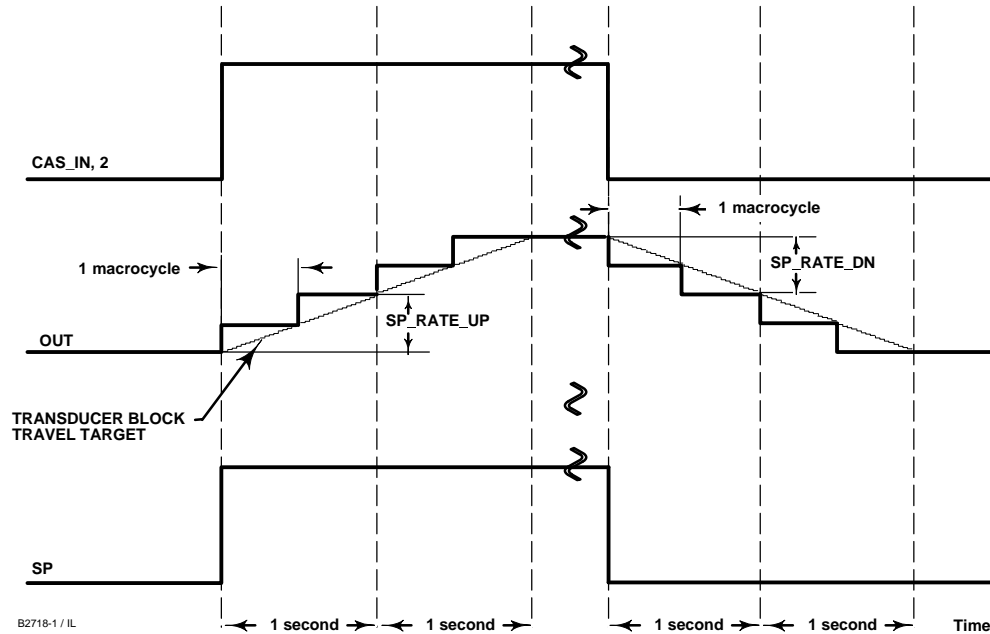 CAS_IN, 2
1 macrocycle
1 macrocycle
SP_RATE_DN
SP_RATE_UP
OUT
TRANSDUCER BLOCK
TRAVEL TARGET
SP
B2718-1 / IL
1 second
1 second
1 second
1 second
Time